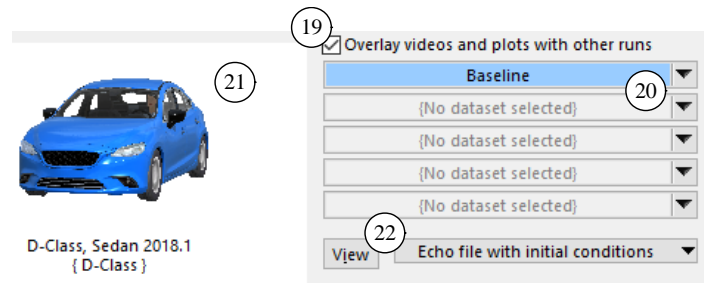 19
Overlay videos and plots with other runs
21
Baseline
20
{No dataset selected}
{No dataset selected}
{No dataset selected}
{No dataset selected}
22
D-Class, Sedan 2018.1
{ D-Class }
View
Echo file with initial conditions